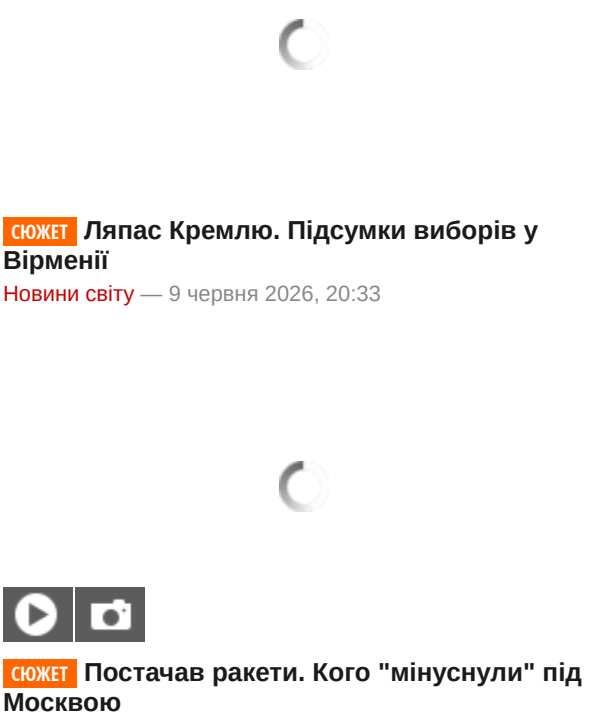 СЮЖЕТ Ляпас Кремлю. Підсумки виборів у
Вірменії
Новини світу — 9 червня 2026, 20:33
СЮЖЕТ Постачав ракети. Кого "мінуснули" під
Москвою